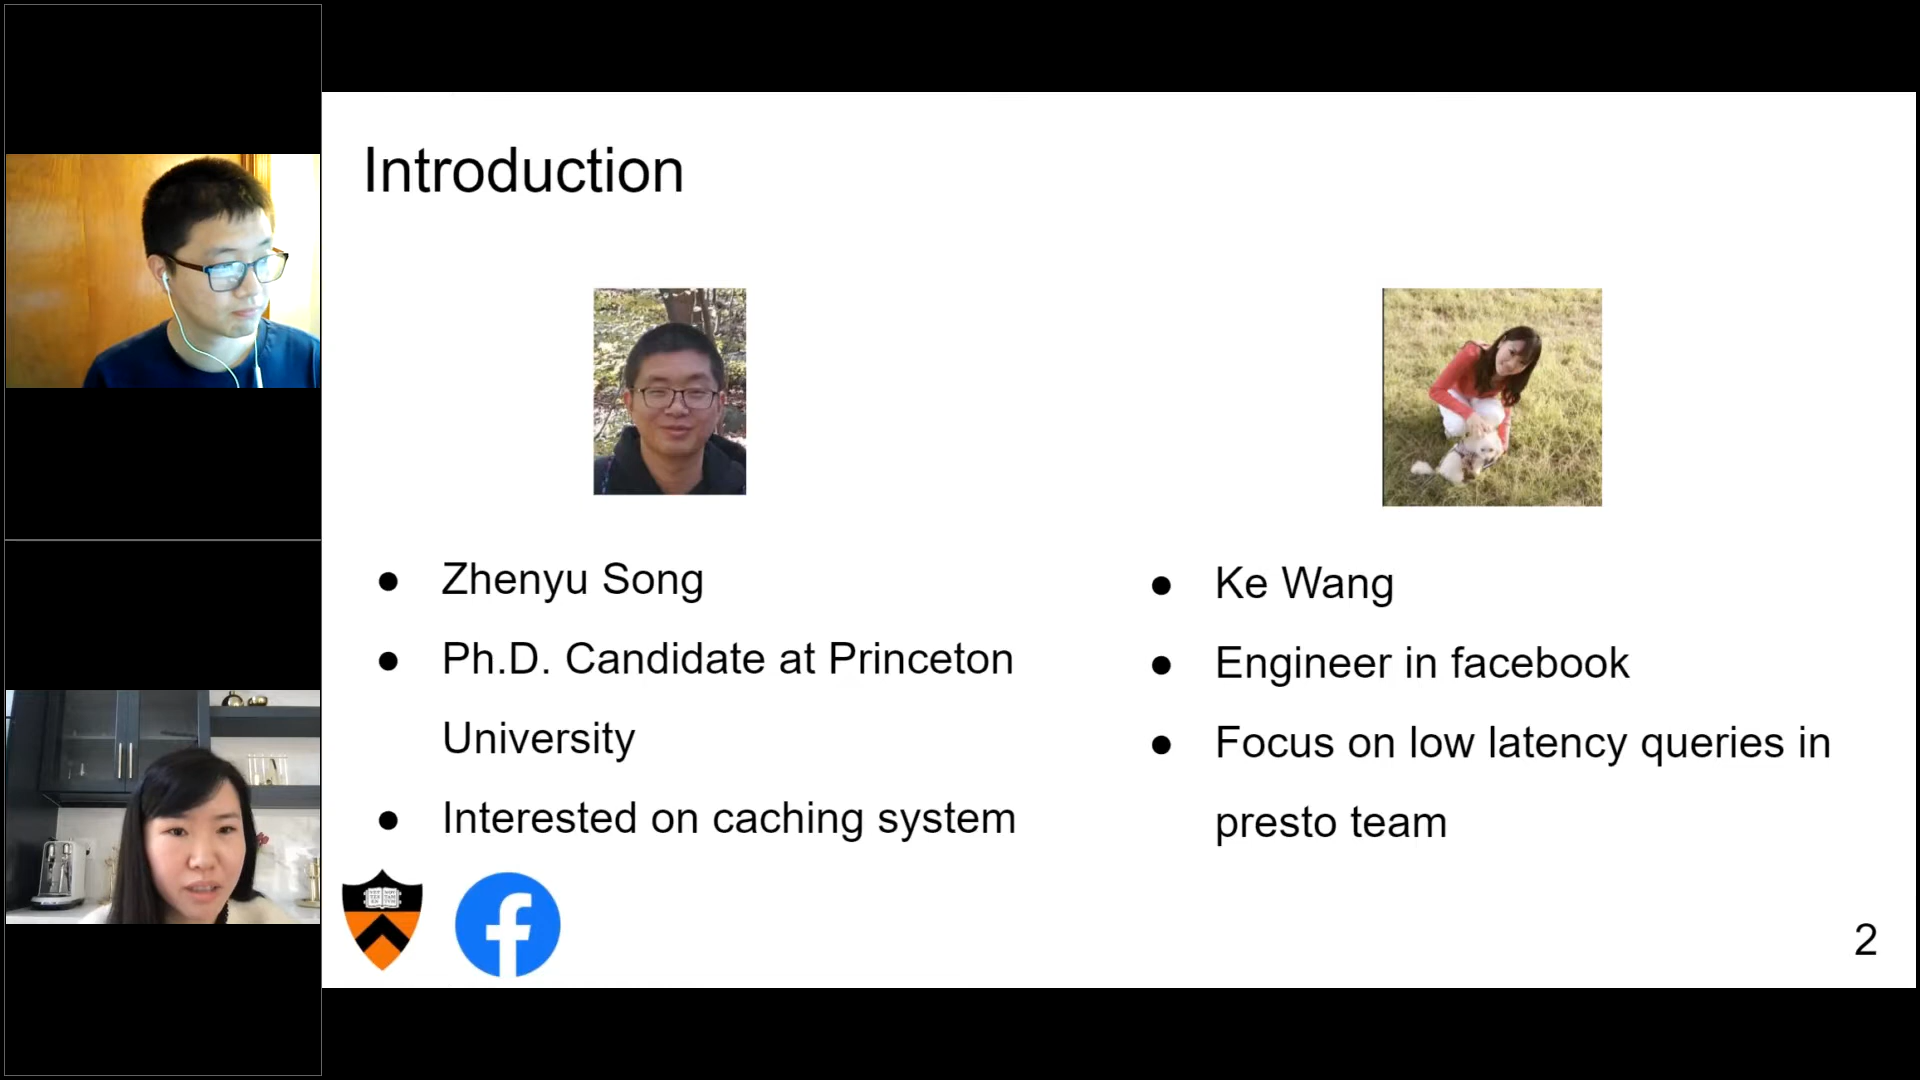 Introduction
Zhenyu Song
Ph.D. Candidate at Princeton
University
Interested on caching system
Ke Wang
Engineer in facebook
Focus on low latency queries in
presto team
2